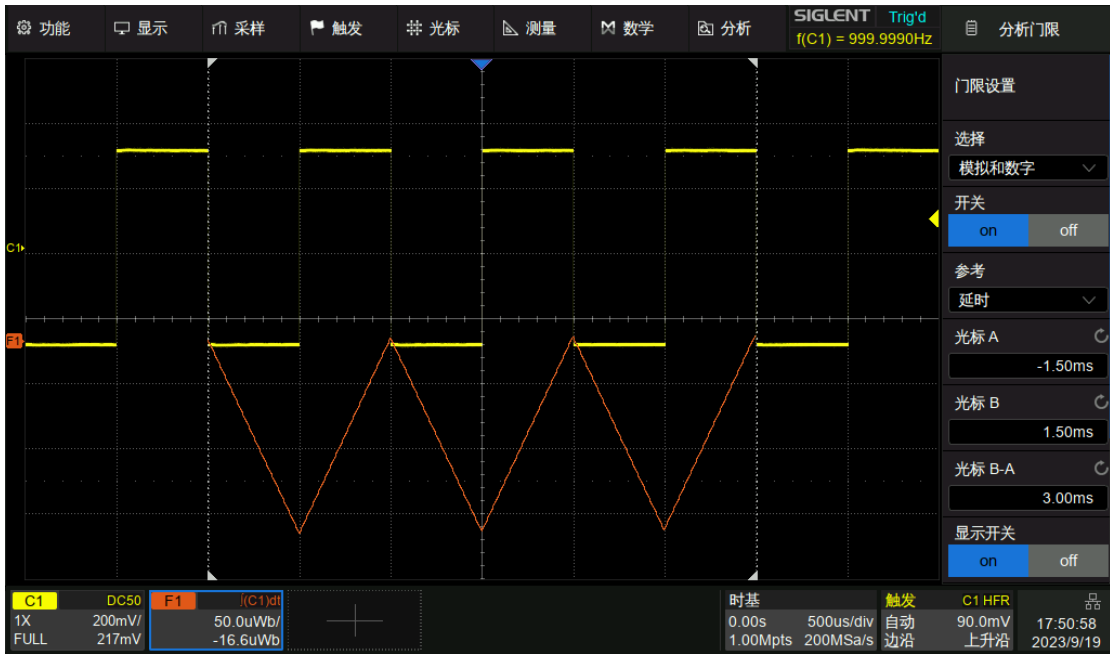 功能 显示 采样 触发 光标 测量 数学 分析 SIGLENT Trig'd 分析门限
f(C1) = 999.9990Hz
门限设置
选择
模拟和数字
开关
on off
参考
延时
光标 A
-1.50ms
光标 B
1.50ms
光标 B-A
3.00ms
显示开关
on off
C1
F1
C1 DC50 F1 ∫(C1)dt 时基 触发 C1 HFR
1X 200mV/ 50.0uWb/ 0.00s 500us/div 自动 90.0mV 17:50:58
FULL 217mV -16.6uWb 1.00Mpts 200MSa/s 边沿 上升沿 2023/9/19